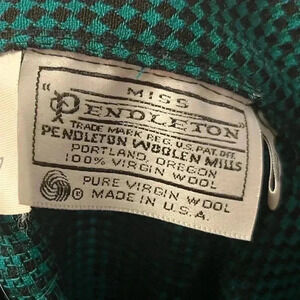 MISS
"PENDLETON"
TRADE MARK REG. U.S. PAT. OFF.
PENDLETON WOOLEN MILLS
PORTLAND, OREGON
100% VIRGIN WOOL
PURE VIRGIN WOOL
® MADE IN U.S.A.